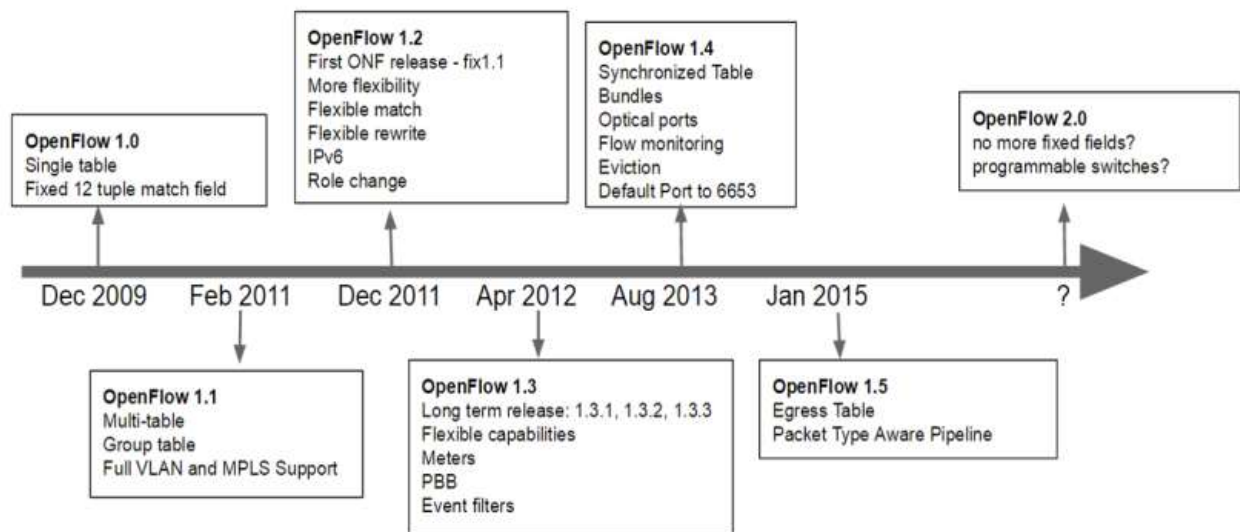 OpenFlow 1.0
Single table
Fixed 12 tuple match field
OpenFlow 1.2
First ONF release - fix1.1
More flexibility
Flexible match
Flexible rewrite
IPv6
Role change
OpenFlow 1.4
Synchronized Table
Bundles
Optical ports
Flow monitoring
Eviction
Default Port to 6653
OpenFlow 2.0
no more fixed fields?
programmable switches?
Dec 2009 Feb 2011 Dec 2011 Apr 2012 Aug 2013 Jan 2015 ?
OpenFlow 1.1
Multi-table
Group table
Full VLAN and MPLS Support
OpenFlow 1.3
Long term release: 1.3.1, 1.3.2, 1.3.3
Flexible capabilities
Meters
PBB
Event filters
OpenFlow 1.5
Egress Table
Packet Type Aware Pipeline